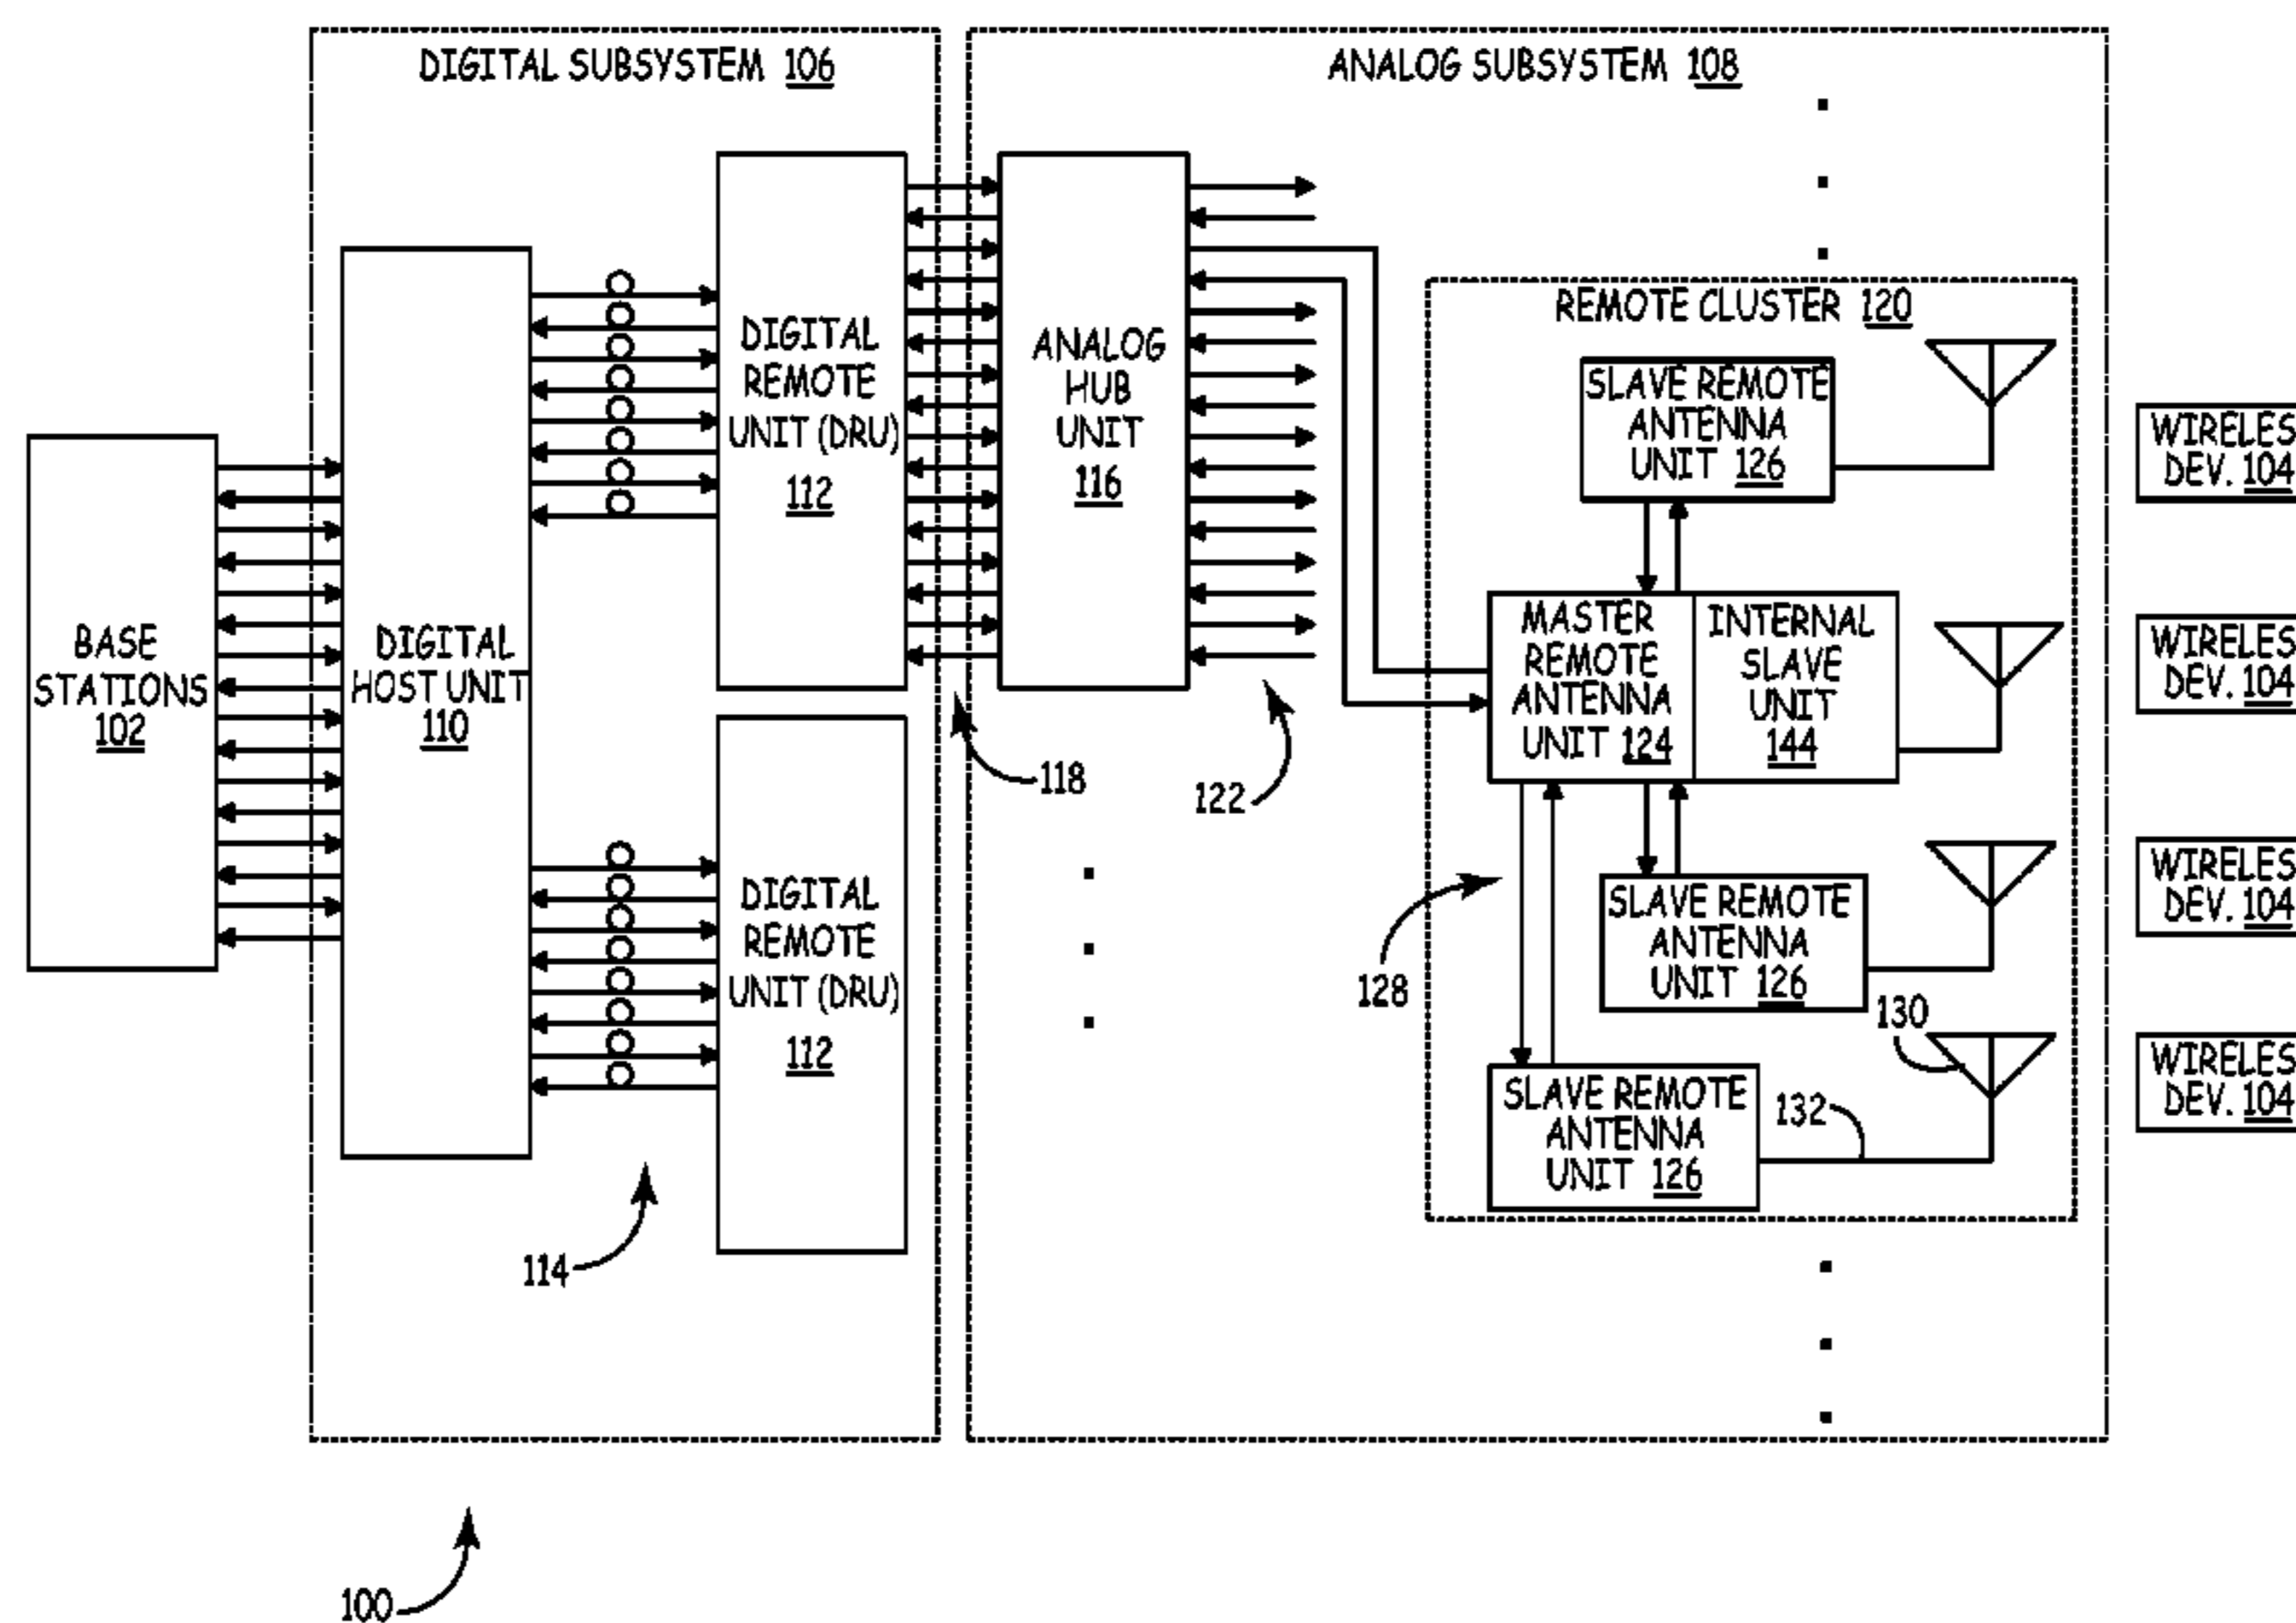 DIGITAL SUBSYSTEM 106
ANALOG SUBSYSTEM 108
BASE
STATIONS
102
DIGITAL
HOST UNIT
110
DIGITAL
REMOTE
UNIT (DRU)
112
DIGITAL
REMOTE
UNIT (DRU)
112
114
118
ANALOG
HUB
UNIT
116
122
REMOTE CLUSTER 120
SLAVE REMOTE
ANTENNA
UNIT 126
MASTER
REMOTE
ANTENNA
UNIT 124
INTERNAL
SLAVE
UNIT
144
128
SLAVE REMOTE
ANTENNA
UNIT 126
130
SLAVE REMOTE
ANTENNA
UNIT 126
132
WIRELES
DEV. 104
WIRELES
DEV. 104
WIRELES
DEV. 104
WIRELES
DEV. 104
100